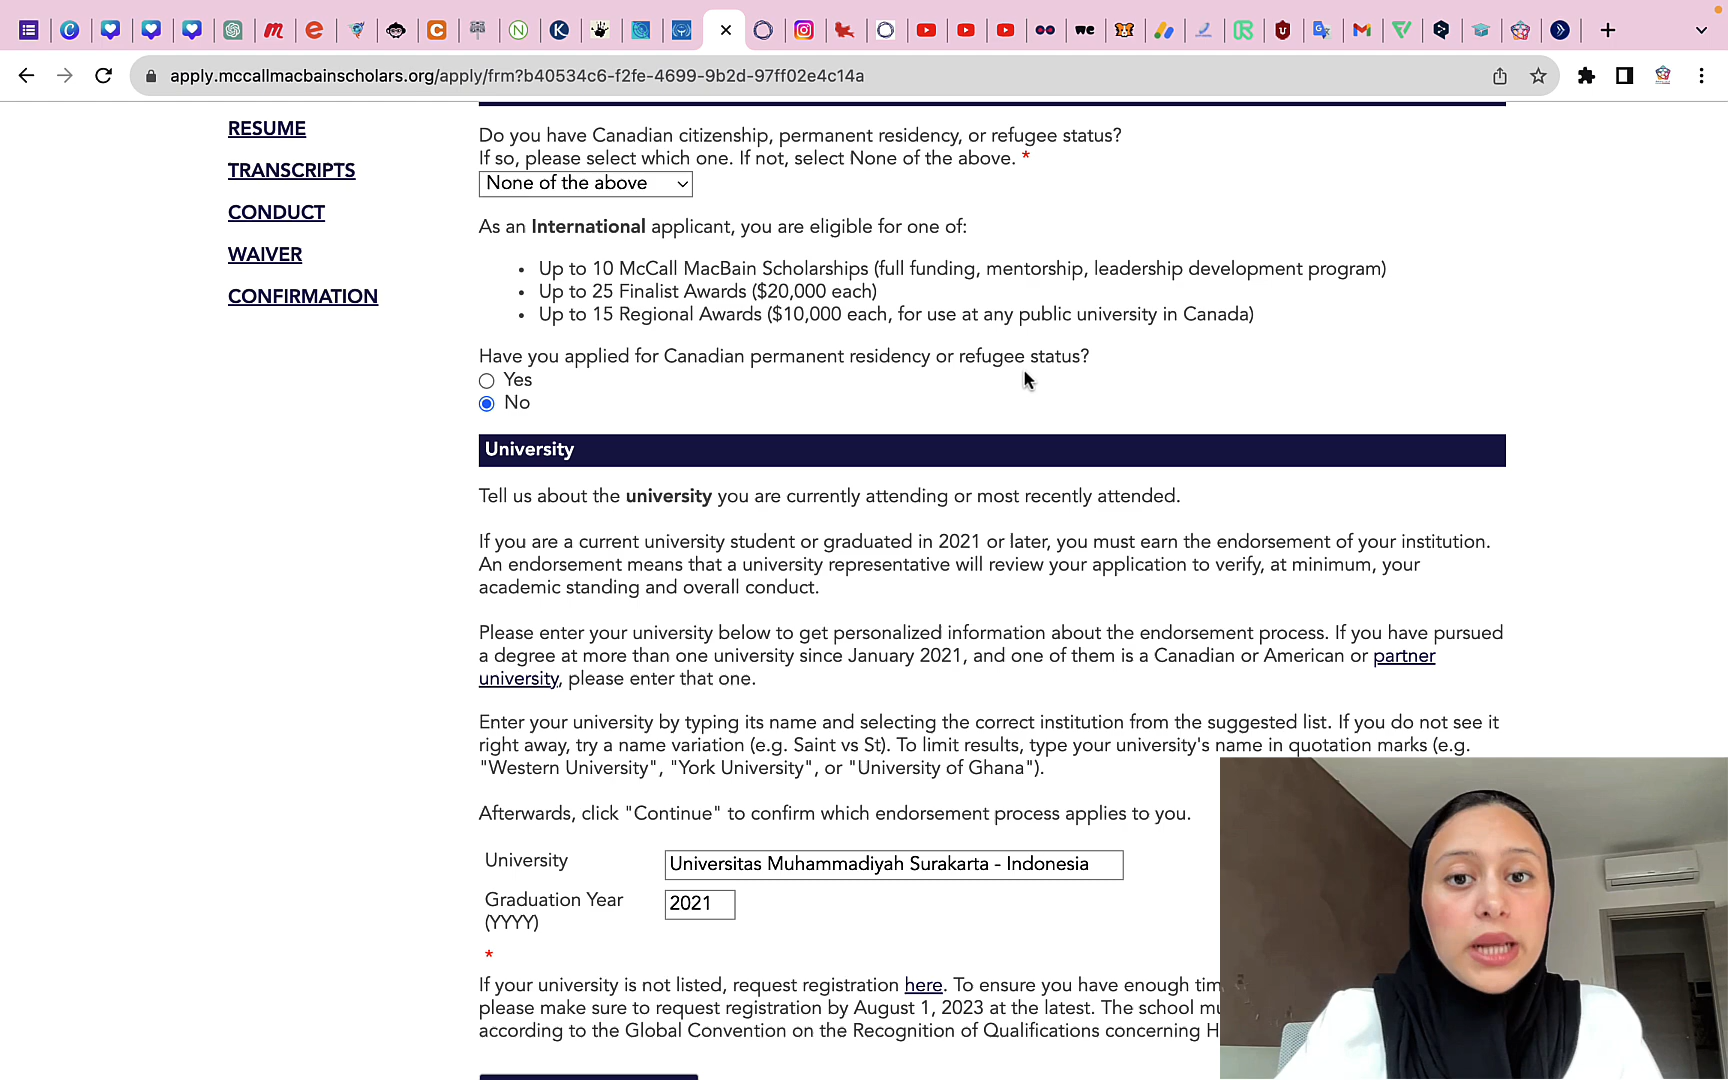 apply.mccallmacbainscholars.org/apply/frm?b40534c6-f2fe-4699-9b2d-97ff02e4c14a
RESUME
TRANSCRIPTS
CONDUCT
WAIVER
CONFIRMATION
Do you have Canadian citizenship, permanent residency, or refugee status?
If so, please select which one. If not, select None of the above. *
None of the above
As an International applicant, you are eligible for one of:
• Up to 10 McCall MacBain Scholarships (full funding, mentorship, leadership development program)
• Up to 25 Finalist Awards ($20,000 each)
• Up to 15 Regional Awards ($10,000 each, for use at any public university in Canada)
Have you applied for Canadian permanent residency or refugee status?
Yes
No
University
Tell us about the university you are currently attending or most recently attended.
If you are a current university student or graduated in 2021 or later, you must earn the endorsement of your institution.
An endorsement means that a university representative will review your application to verify, at minimum, your
academic standing and overall conduct.
Please enter your university below to get personalized information about the endorsement process. If you have pursued
a degree at more than one university since January 2021, and one of them is a Canadian or American or partner
university, please enter that one.
Enter your university by typing its name and selecting the correct institution from the suggested list. If you do not see it
right away, try a name variation (e.g. Saint vs St). To limit results, type your university's name in quotation marks (e.g.
"Western University", "York University", or "University of Ghana").
Afterwards, click "Continue" to confirm which endorsement process applies to you.
University
Universitas Muhammadiyah Surakarta - Indonesia
Graduation Year
(YYYY)
2021
*
If your university is not listed, request registration here. To ensure you have enough tim
please make sure to request registration by August 1, 2023 at the latest. The school mu
according to the Global Convention on the Recognition of Qualifications concerning H